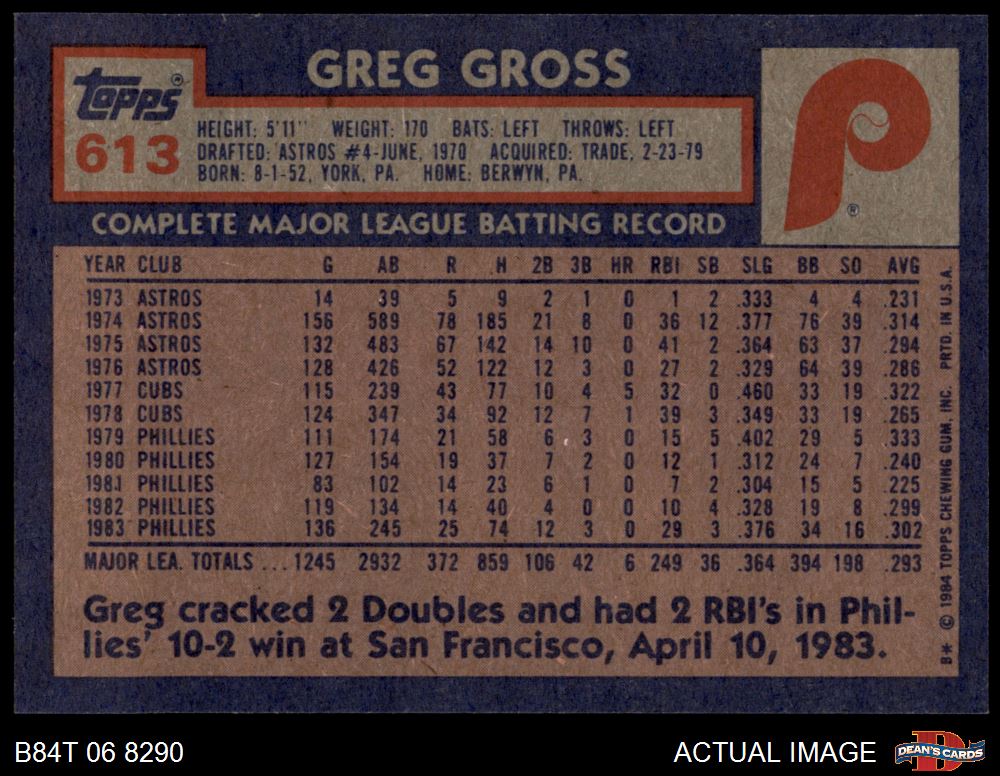 GREG GROSS
Topps®
613
HEIGHT: 5'11" WEIGHT: 170 BATS: LEFT THROWS: LEFT
DRAFTED: ASTROS #4-JUNE, 1970 ACQUIRED: TRADE, 2-23-79
BORN: 8-1-52, YORK, PA. HOME: BERWYN, PA.
P
®
COMPLETE MAJOR LEAGUE BATTING RECORD
YEAR CLUB G AB R H 2B 3B HR RBI SB SLG BB SO AVG
1973 ASTROS 14 39 5 9 2 1 0 1 2 .333 4 4 .231
1974 ASTROS 156 589 78 185 21 8 0 36 12 .377 76 39 .314
1975 ASTROS 132 483 67 142 14 10 0 41 2 .364 63 37 .294
1976 ASTROS 128 426 52 122 12 3 0 27 2 .329 64 39 .286
1977 CUBS 115 239 43 77 10 4 5 32 0 .460 33 19 .322
1978 CUBS 124 347 34 92 12 7 1 39 3 .349 33 19 .265
1979 PHILLIES 111 174 21 58 6 3 0 15 5 .402 29 5 .333
1980 PHILLIES 127 154 19 37 7 2 0 12 1 .312 24 7 .240
1981 PHILLIES 83 102 14 23 6 1 0 7 2 .304 15 5 .225
1982 PHILLIES 119 134 14 40 4 0 0 10 4 .328 19 8 .299
1983 PHILLIES 136 245 25 74 12 3 0 29 3 .376 34 16 .302
MAJOR LEA. TOTALS ... 1245 2932 372 859 106 42 6 249 36 .364 394 198 .293
Greg cracked 2 Doubles and had 2 RBI's in Phil-
lies' 10-2 win at San Francisco, April 10, 1983.
B* © 1984 TOPPS CHEWING GUM, INC. PRTD. IN U.S.A.
B84T 06 8290
ACTUAL IMAGE
D
DEAN'S CARDS